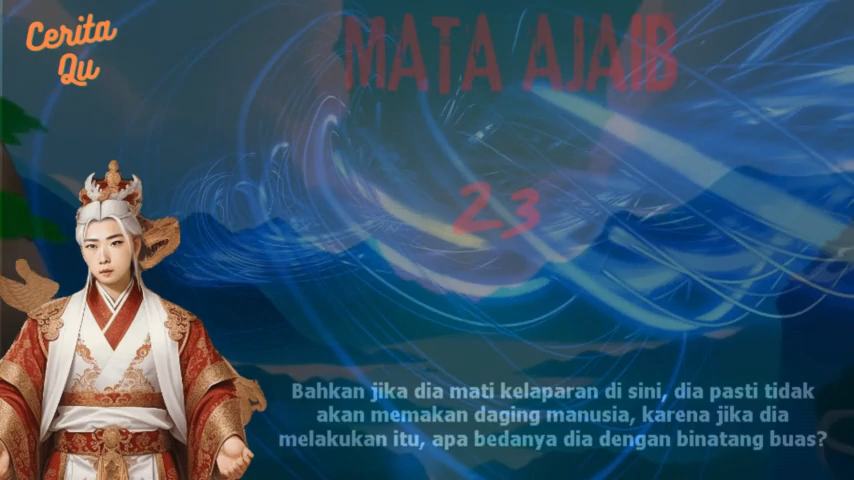 Cerita
Qu
MATA AJAIB
23
Bahkan jika dia mati kelaparan di sini, dia pasti tidak
akan memakan daging manusia, karena jika dia
melakukan itu, apa bedanya dia dengan binatang buas?